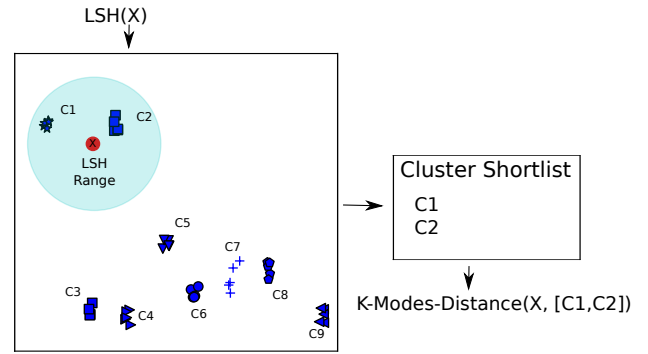 LSH(X)
C1
C2
X
LSH
Range
C5
C7
C3
C4
C6
C8
C9
Cluster Shortlist
C1
C2
K-Modes-Distance(X, [C1,C2])